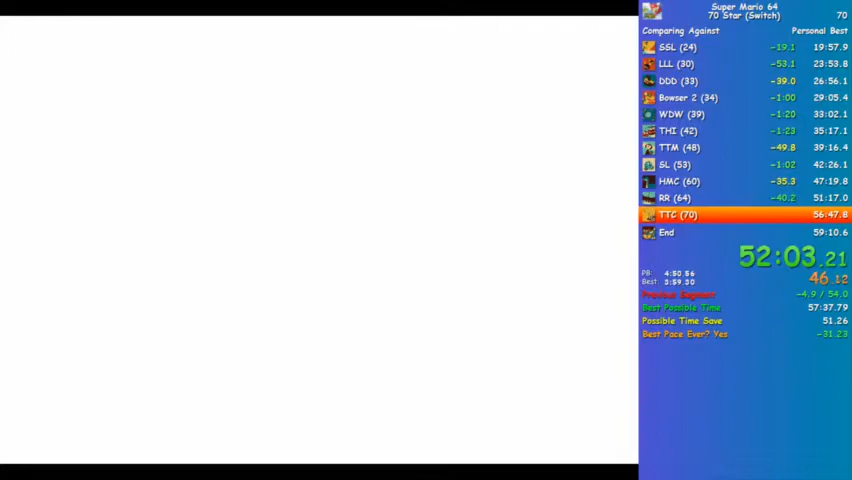 Super Mario 64
70 Star (Switch) 70
Comparing Against Personal Best
SSL (24) -19.1 19:57.9
LLL (30) -53.1 23:53.8
DDD (33) -39.0 26:56.1
Bowser 2 (34) -1:00 29:05.4
WDW (39) -1:20 33:02.1
THI (42) -1:23 35:17.1
TTM (48) -49.8 39:16.4
SL (53) -1:02 42:26.1
HMC (60) -35.3 47:19.8
RR (64) -40.2 51:17.0
TTC (70) 56:47.8
End 59:10.6
52:03.21
PB: 4:50.56 46.12
Best: 3:59.30
Previous Segment -4.9 / 54.0
Best Possible Time 57:37.79
Possible Time Save 51.26
Best Pace Ever? Yes -31.23